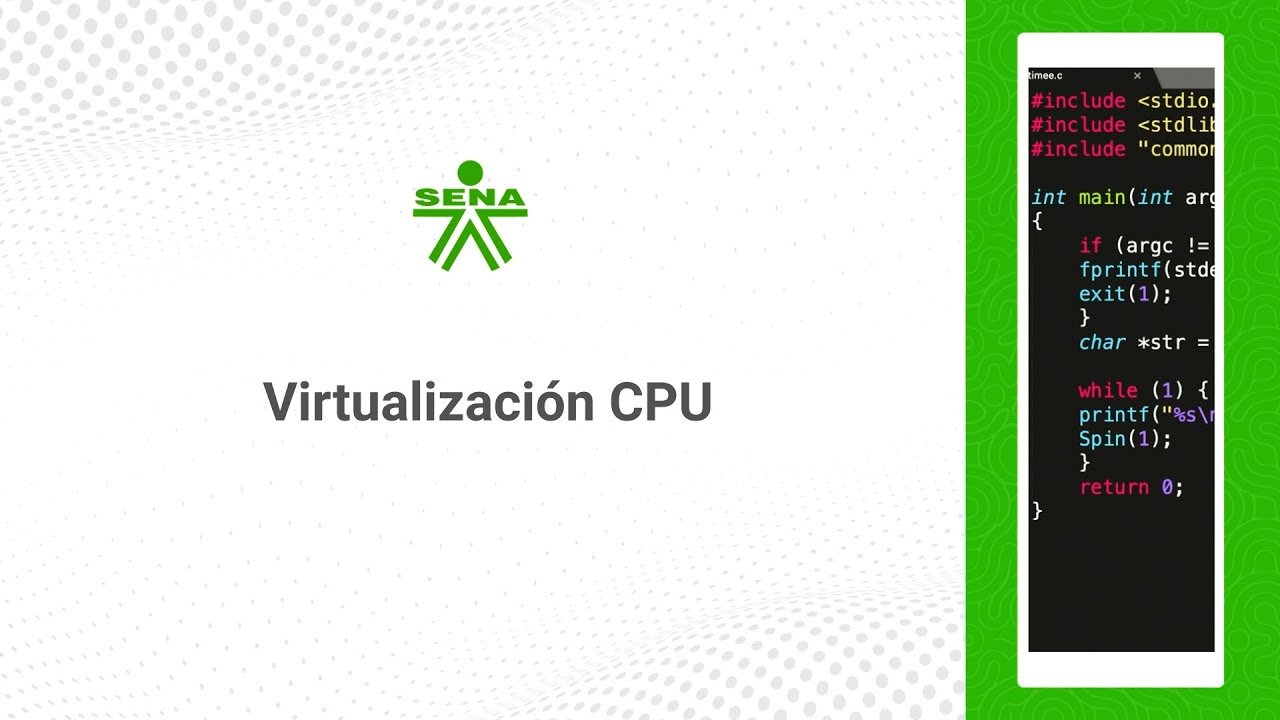 SENA
Virtualización CPU
timee.c
#include <stdio.
#include <stdlib
#include "common
int main(int arg
{
if (argc !=
fprintf(stde
exit(1);
}
char *str =
while (1) {
printf("%s\n
Spin(1);
}
return 0;
}